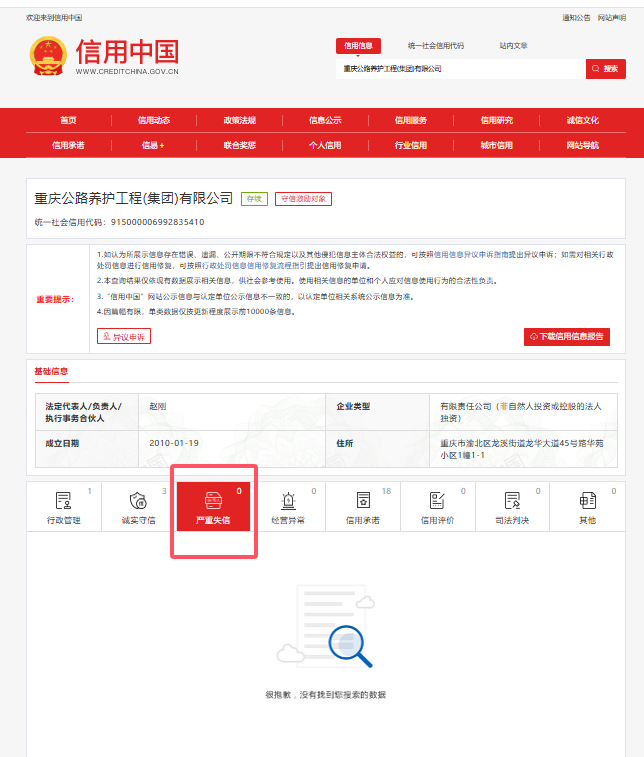 欢迎来到信用中国
通知公告 网站声明
信用中国
WWW.CREDITCHINA.GOV.CN
信用信息 统一社会信用代码 站内文章
重庆公路养护工程(集团)有限公司 搜索
首页 信用动态 政策法规 信息公示 信用服务 信用研究 诚信文化
信用承诺 信易+ 联合奖惩 个人信用 行业信用 城市信用 网站导航
重庆公路养护工程(集团)有限公司 存续 守信激励对象
统一社会信用代码：915000006992835410
重要提示：
1.如认为所展示信息存在错误、遗漏、公开期限不符合规定以及其他侵犯信息主体合法权益的，可按照信用信息异议申诉指南提出异议申诉；如需对相关行政
处罚信息进行信用修复，可按照行政处罚信息信用修复流程指引提出信用修复申请。
2.本查询结果仅依现有数据展示相关信息，供社会参考使用。使用相关信息的单位和个人应对信息使用行为的合法性负责。
3.“信用中国”网站公示信息与认定单位公示信息不一致的，以认定单位相关系统公示信息为准。
4.因篇幅有限，单类数据仅按更新程度展示前10000条信息。
异议申诉 下载信用信息报告
基础信息
法定代表人/负责人/
执行事务合伙人
赵刚
企业类型
有限责任公司（非自然人投资或控股的法人
独资）
成立日期
2010-01-19
住所
重庆市渝北区龙溪街道龙华大道45号路华苑
小区1幢1-1
1 3 0 0 18 0 0 0
行政管理 诚实守信 严重失信 经营异常 信用承诺 信用评价 司法判决 其他
很抱歉，没有找到您搜索的数据